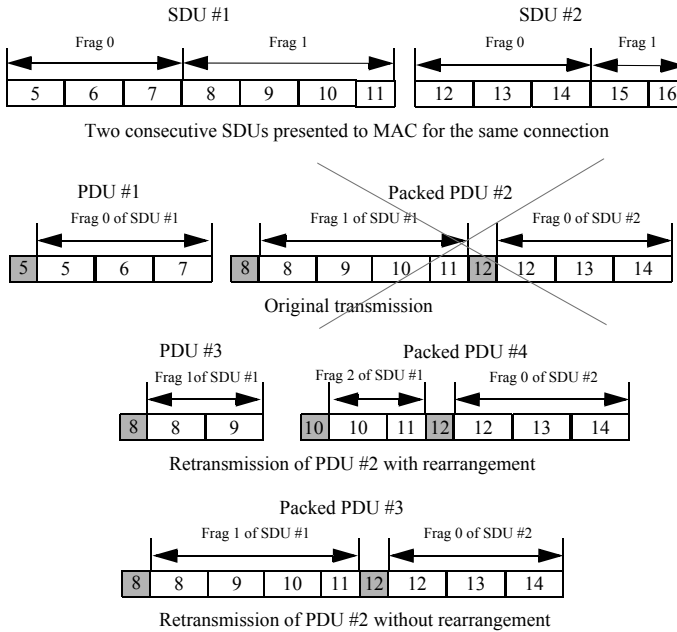 SDU #1 SDU #2
Frag 0 Frag 1 Frag 0 Frag 1
5 6 7 8 9 10 11 12 13 14 15 16
Two consecutive SDUs presented to MAC for the same connection
PDU #1 Packed PDU #2
Frag 0 of SDU #1 Frag 1 of SDU #1 Frag 0 of SDU #2
5 5 6 7 8 8 9 10 11 12 12 13 14
Original transmission
PDU #3 Packed PDU #4
Frag 1of SDU #1 Frag 2 of SDU #1 Frag 0 of SDU #2
8 8 9 10 10 11 12 12 13 14
Retransmission of PDU #2 with rearrangement
Packed PDU #3
Frag 1 of SDU #1 Frag 0 of SDU #2
8 8 9 10 11 12 12 13 14
Retransmission of PDU #2 without rearrangement